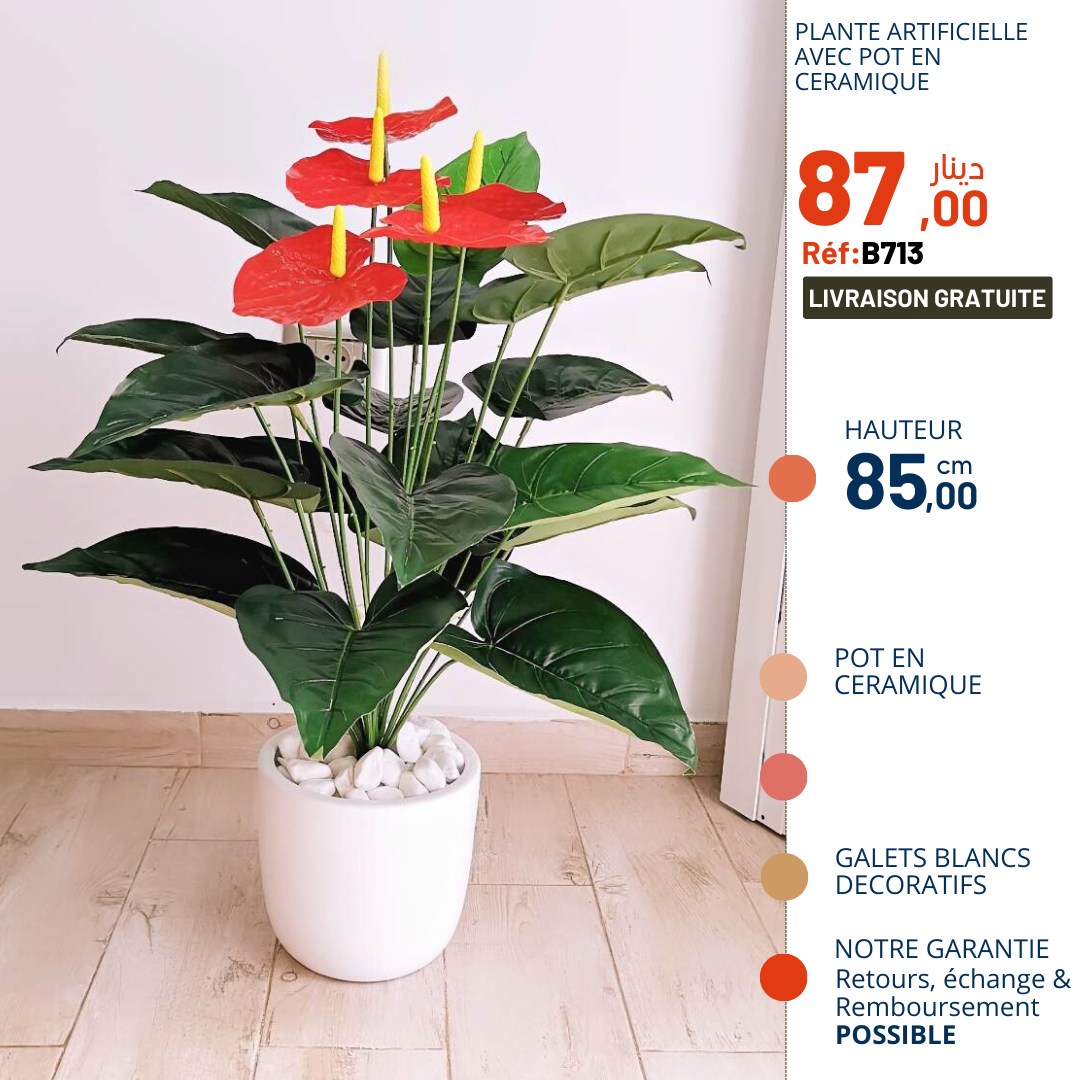 PLANTE ARTIFICIELLE
AVEC POT EN
CERAMIQUE
87,00 دينار
Réf:B713
LIVRAISON GRATUITE
HAUTEUR
85,00 cm
POT EN
CERAMIQUE
GALETS BLANCS
DECORATIFS
NOTRE GARANTIE
Retours, échange &
Remboursement
POSSIBLE